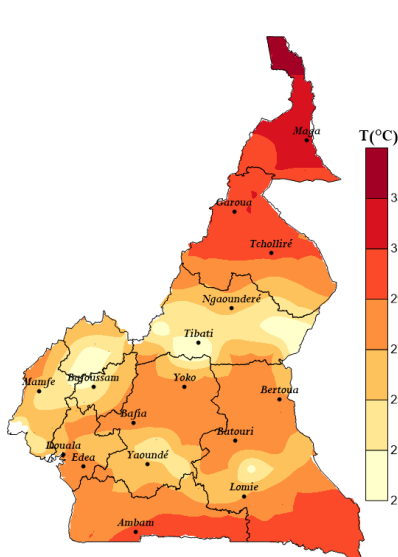 T(°C)
Maga
3
Garoua
3
Tcholliré
2
Ngaounderé
Tibati
2
Mamfe
Bafoussam
Yoko
Bertoua
2
Bafia
Douala
Batouri
Edea
Yaoundé
2
Lomie
2
Ambam